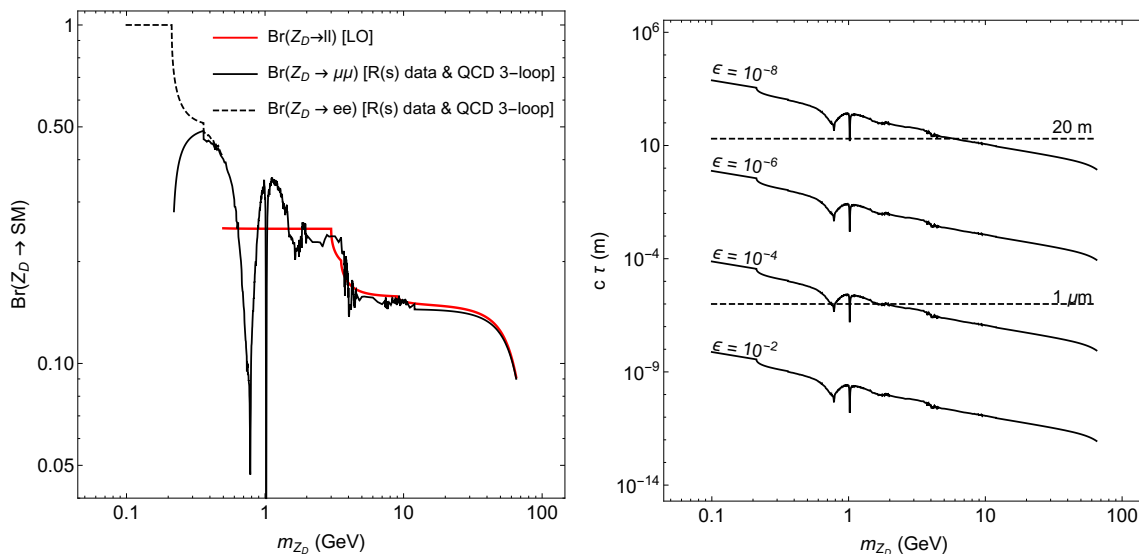 Br(Z_D→ll) [LO]
Br(Z_D → μμ) [R(s) data & QCD 3-loop]
Br(Z_D → ee) [R(s) data & QCD 3-loop]
Br(Z_D → SM)
1
0.50
0.10
0.05
0.1
1
10
100
m_{Z_D} (GeV)
c τ (m)
10^6
10
10^{-4}
10^{-9}
10^{-14}
ϵ = 10^{-8}
20 m
ϵ = 10^{-6}
ϵ = 10^{-4}
1 μm
ϵ = 10^{-2}
0.1
1
10
100
m_{Z_D} (GeV)